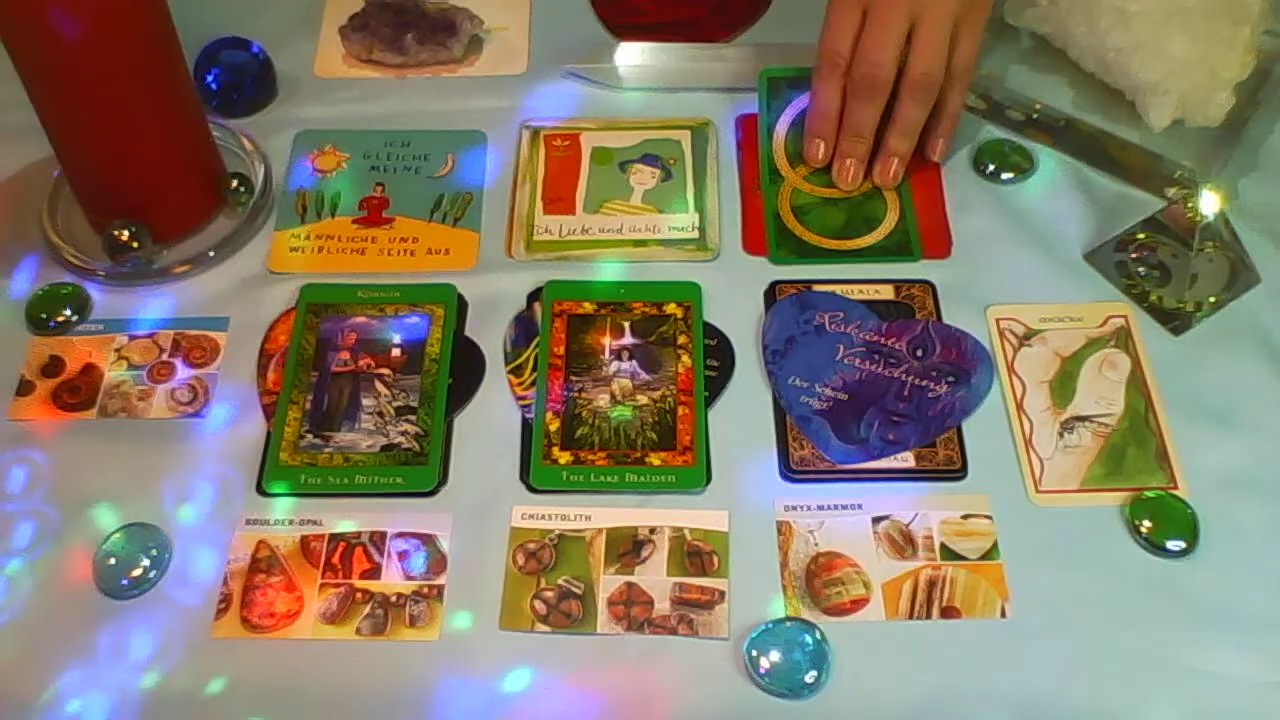 ICH
GLEICHE
MEINE
MÄNNLICHE UND
WEIBLICHE SEITE AUS
Ich liebe und achte mich
THE SEA MITHER
THE LAKE MAIDEN
Riskante
Versuchung
Der Schein
trügt!
MÜCKE
BOULDER-OPAL
CHIASTOLITH
ONYX-MARMOR